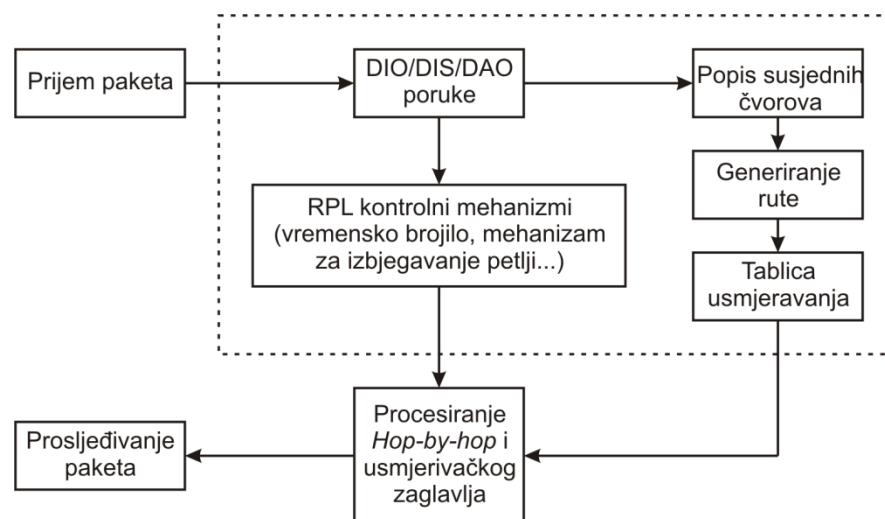 Prijem paketa
DIO/DIS/DAO
poruke
Popis susjednih
čvorova
RPL kontrolni mehanizmi
(vremensko brojilo, mehanizam
za izbjegavanje petlji...)
Generiranje
rute
Tablica
usmjeravanja
Procesiranje
Hop-by-hop i
usmjerivačkog
zaglavlja
Prosljeđivanje
paketa